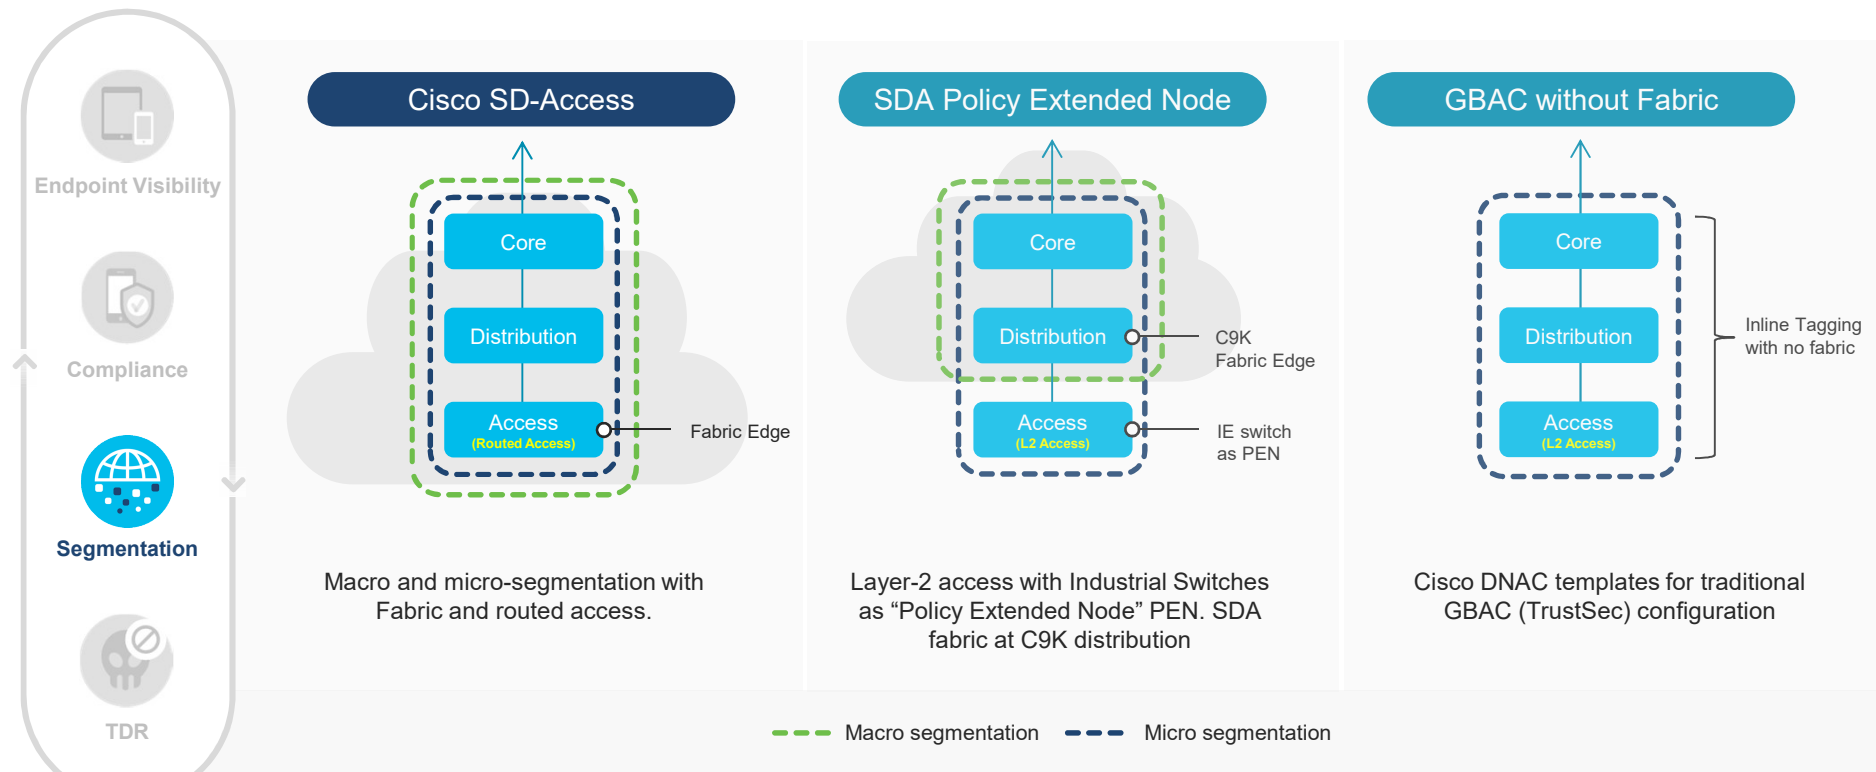 Endpoint Visibility
Compliance
Segmentation
TDR
Cisco SD-Access
Core
Distribution
Access
(Routed Access)
Fabric Edge
Macro and micro-segmentation with
Fabric and routed access.
SDA Policy Extended Node
Core
Distribution
C9K
Fabric Edge
Access
(L2 Access)
IE switch
as PEN
Layer-2 access with Industrial Switches
as “Policy Extended Node” PEN. SDA
fabric at C9K distribution
GBAC without Fabric
Core
Distribution
Access
(L2 Access)
Inline Tagging
with no fabric
Cisco DNAC templates for traditional
GBAC (TrustSec) configuration
Macro segmentation
Micro segmentation